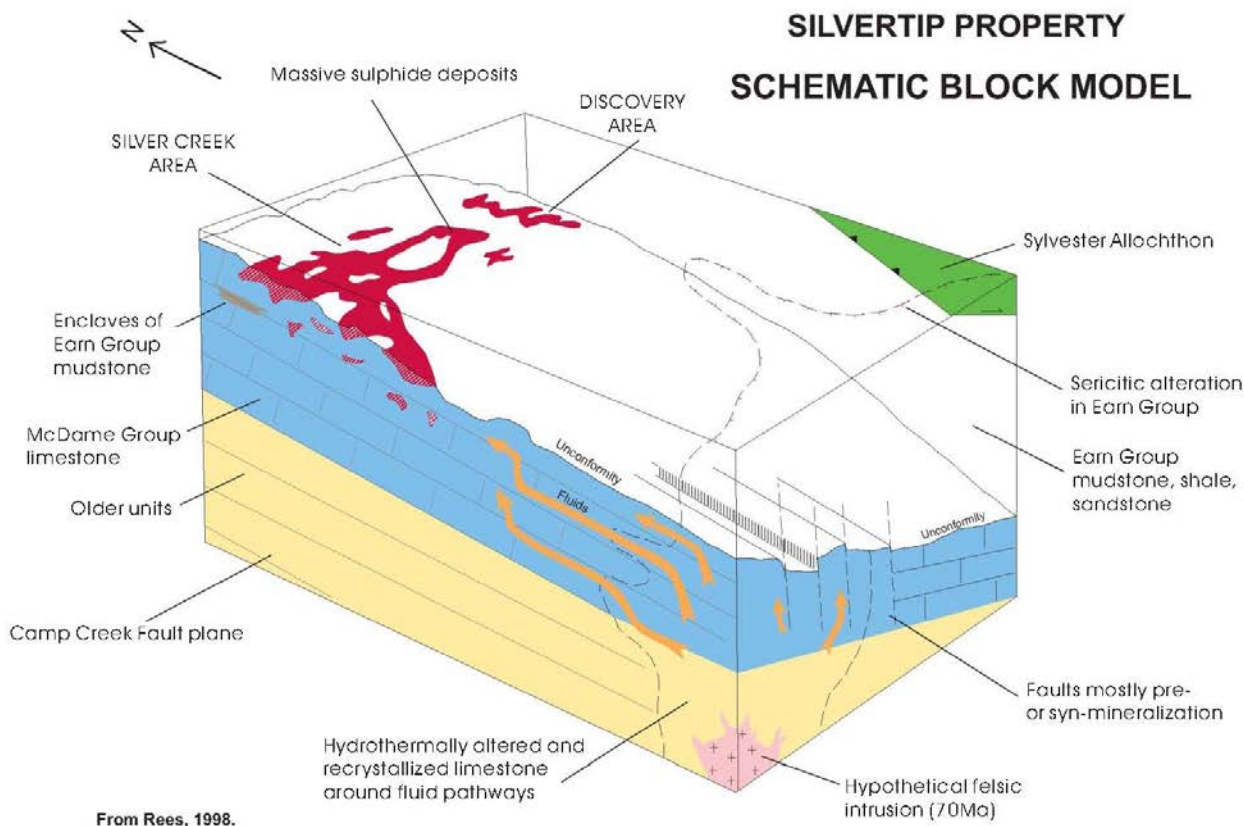 SILVERTIP PROPERTY
SCHEMATIC BLOCK MODEL
N
Massive sulphide deposits
DISCOVERY
AREA
SILVER CREEK
AREA
Sylvester Allochthon
Enclaves of
Earn Group
mudstone
Sericitic alteration
in Earn Group
McDame Group
limestone
Earn Group
mudstone, shale,
sandstone
Unconformity
Fluids
Unconformity
Older units
Camp Creek Fault plane
Faults mostly pre-
or syn-mineralization
Hydrothermally altered and
recrystallized limestone
around fluid pathways
Hypothetical felsic
intrusion (70Ma)
From Rees, 1998.